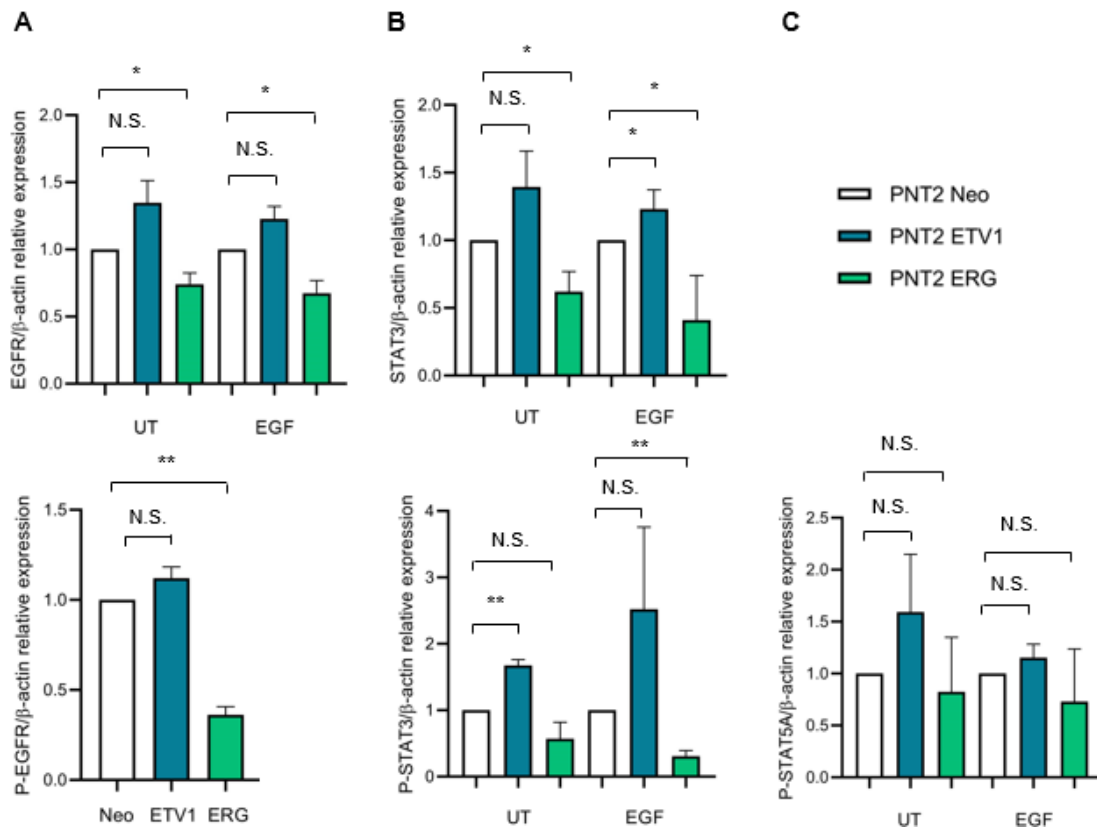 A
B
C
EGFR/β-actin relative expression
2.0
1.5
1.0
0.5
0.0
*
N.S.
*
N.S.
UT
EGF
STAT3/β-actin relative expression
2.0
1.5
1.0
0.5
0.0
*
N.S.
*
*
UT
EGF
PNT2 Neo
PNT2 ETV1
PNT2 ERG
P-EGFR/β-actin relative expression
1.5
1.0
0.5
0.0
**
N.S.
Neo
ETV1
ERG
P-STAT3/β-actin relative expression
4
3
2
1
0
N.S.
**
**
N.S.
UT
EGF
P-STAT5A/β-actin relative expression
2.5
2.0
1.5
1.0
0.5
0.0
N.S.
N.S.
N.S.
N.S.
UT
EGF